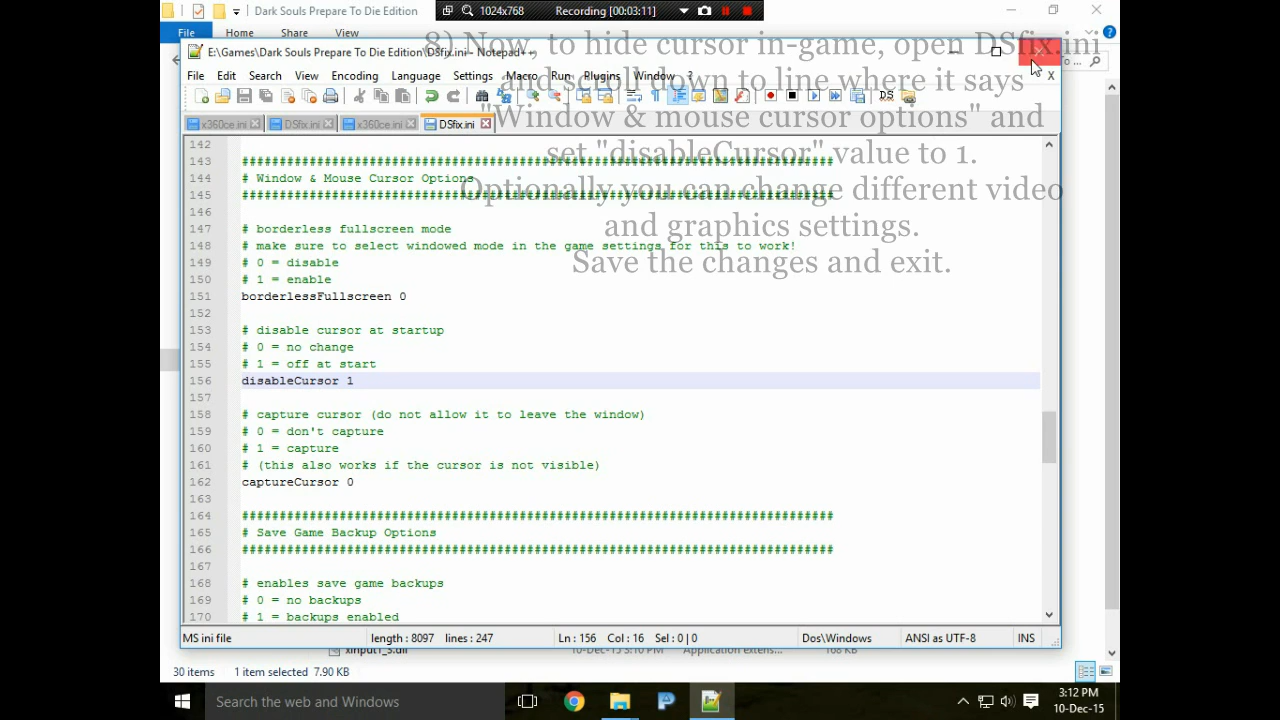 Dark Souls Prepare To Die Edition
1024x768
Recording [00:03:11]
File Home Share View
E:\Games\Dark Souls Prepare To Die Edition\DSfix.ini - Notepad++
8) Now, to hide cursor in-game, open DSfix.ini
and scroll down to line where it says
"Window & mouse cursor options" and
set "disableCursor" value to 1.
Optionally you can change different video
and graphics settings.
Save the changes and exit.
File Edit Search View Encoding Language Settings Macro Run Plugins Window ?
X
x360ce.ini DSfix.ini x360ce.ini DSfix.ini
142
143 ###############################################################################
144 # Window & Mouse Cursor Options
145 ###############################################################################
146
147 # borderless fullscreen mode
148 # make sure to select windowed mode in the game settings for this to work!
149 # 0 = disable
150 # 1 = enable
151 borderlessFullscreen 0
152
153 # disable cursor at startup
154 # 0 = no change
155 # 1 = off at start
156 disableCursor 1
157
158 # capture cursor (do not allow it to leave the window)
159 # 0 = don't capture
160 # 1 = capture
161 # (this also works if the cursor is not visible)
162 captureCursor 0
163
164 ###############################################################################
165 # Save Game Backup Options
166 ###############################################################################
167
168 # enables save game backups
169 # 0 = no backups
170 # 1 = backups enabled
MS ini file length : 8097 lines : 247 Ln : 156 Col : 16 Sel : 0 | 0 Dos\Windows ANSI as UTF-8 INS
xinput1_3.dll 10-Dec-15 3:10 PM Application exten... 168 KB
30 items 1 item selected 7.90 KB
Search the web and Windows
3:12 PM
10-Dec-15